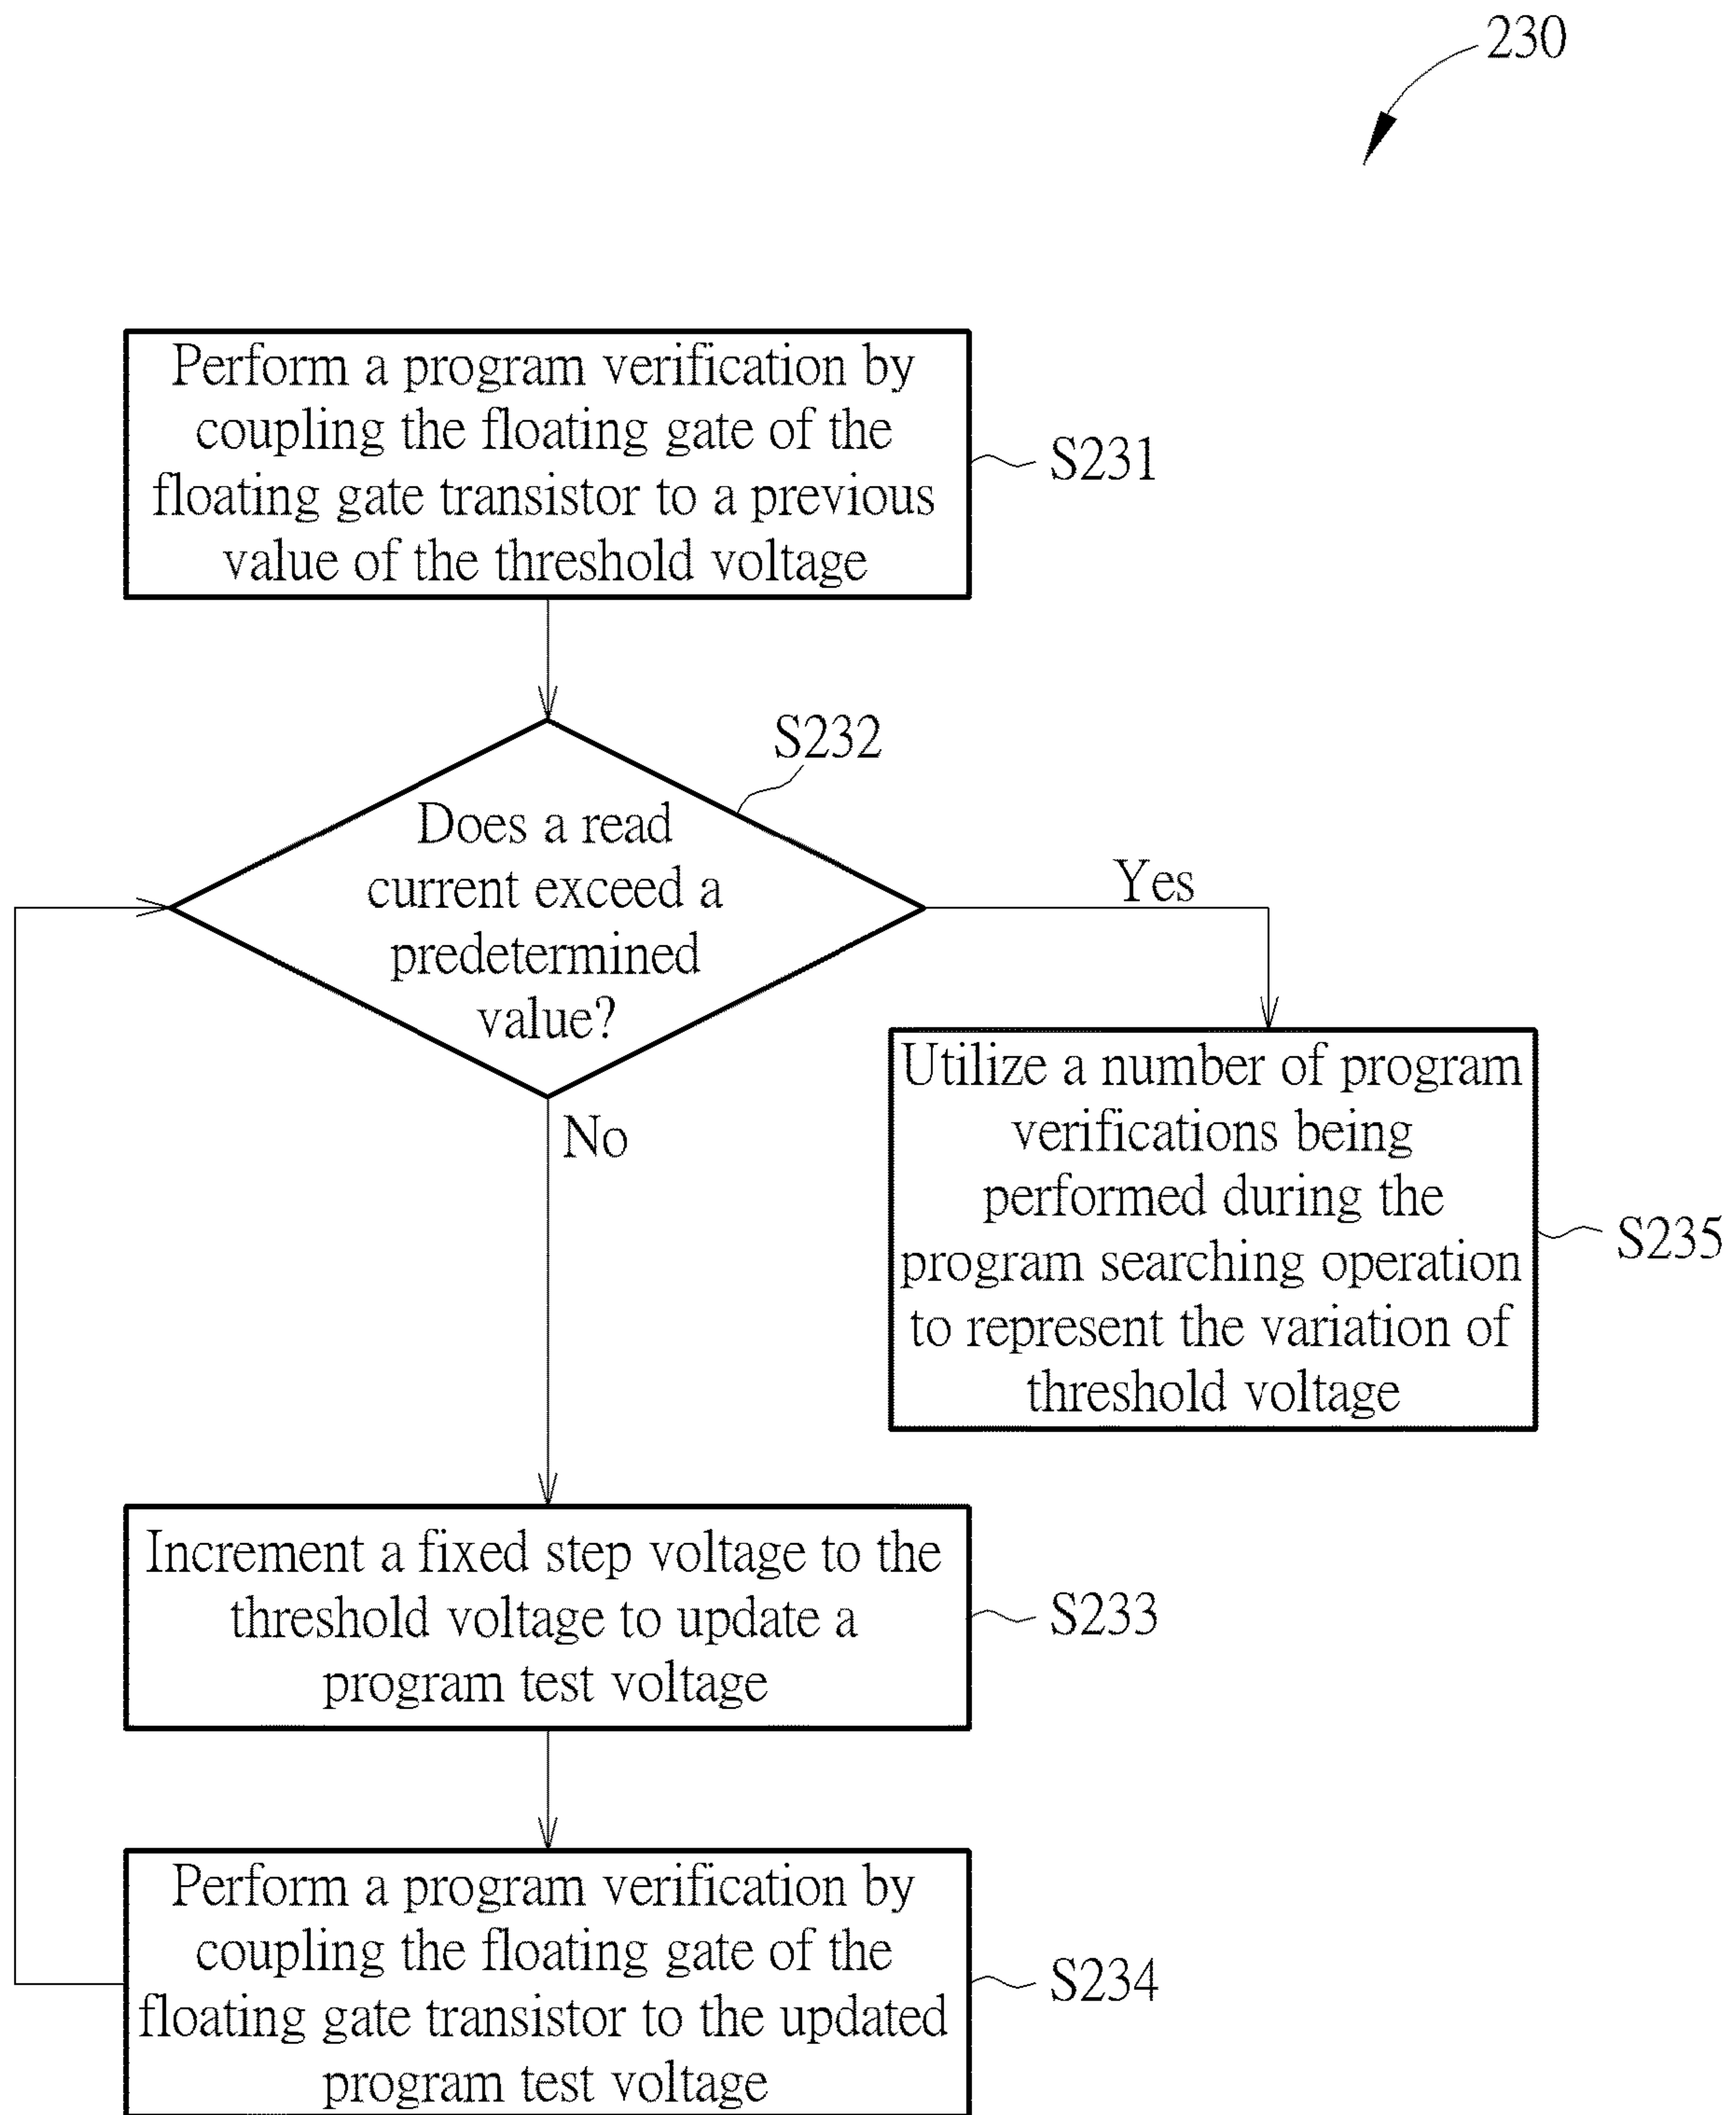 230
Perform a program verification by
coupling the floating gate of the
floating gate transistor to a previous
value of the threshold voltage
S231
S232
Does a read
current exceed a
predetermined
value?
Yes
No
Utilize a number of program
verifications being
performed during the
program searching operation
to represent the variation of
threshold voltage
S235
Increment a fixed step voltage to the
threshold voltage to update a
program test voltage
S233
Perform a program verification by
coupling the floating gate of the
floating gate transistor to the updated
program test voltage
S234